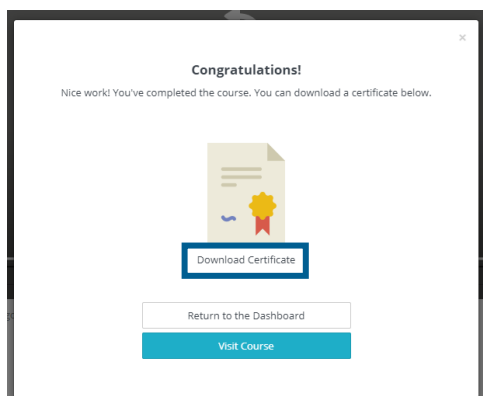 ×
Congratulations!
Nice work! You've completed the course. You can download a certificate below.
Download Certificate
Return to the Dashboard
Visit Course